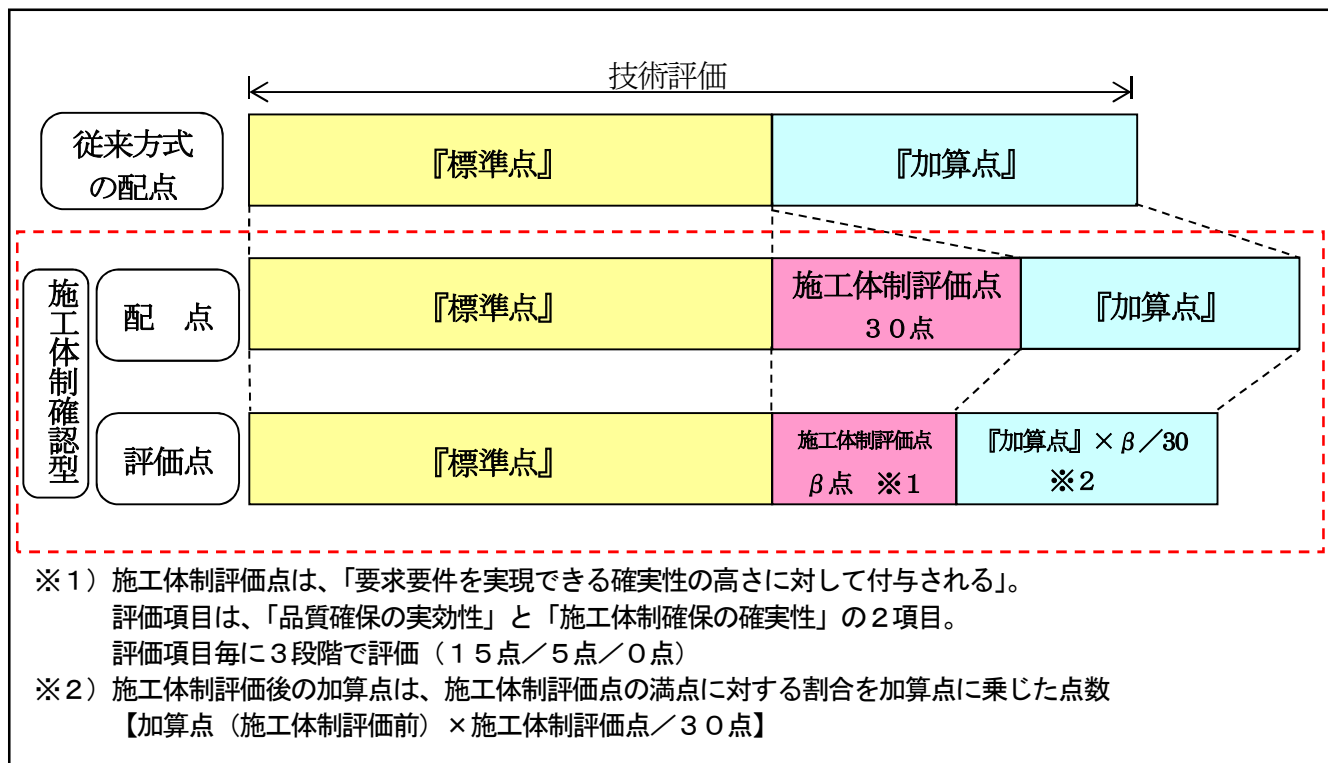 技術評価
従来方式
の配点
『標準点』
『加算点』
施工体制確認型
配 点
『標準点』
施工体制評価点
30点
『加算点』
評価点
『標準点』
施工体制評価点
β点 ※1
『加算点』×β/30
※2
※1)施工体制評価点は、「要求要件を実現できる確実性の高さに対して付与される」。
評価項目は、「品質確保の実効性」と「施工体制確保の確実性」の2項目。
評価項目毎に3段階で評価(15点/5点/0点)
※2)施工体制評価後の加算点は、施工体制評価点の満点に対する割合を加算点に乗じた点数
【加算点(施工体制評価前)×施工体制評価点/30点】